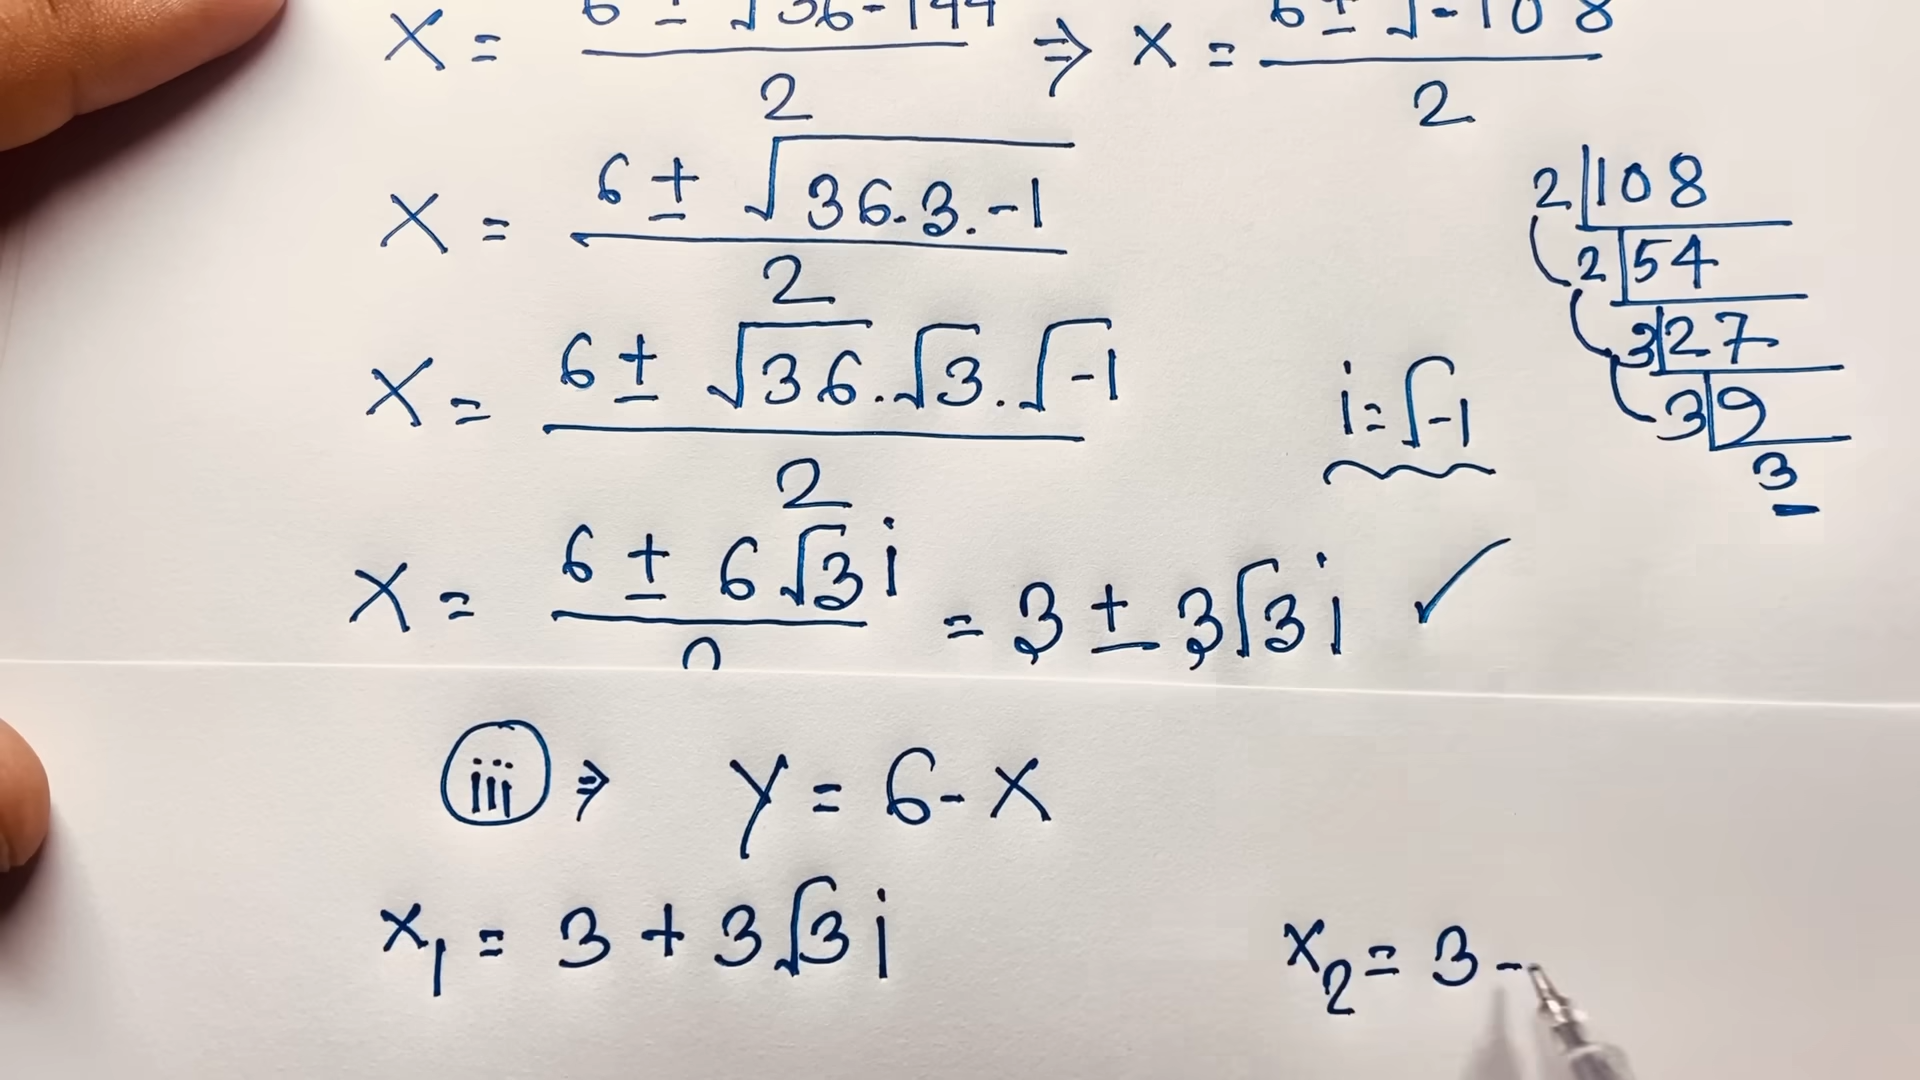 x = 6 ± √36-144 / 2 ⇒ x = 6 ± √-108 / 2
x = 6 ± √36.3.-1 / 2
2|108
2|54
3|27
3|9
3
x = 6 ± √36.√3.√-1 / 2
i = √-1
x = 6 ± 6√3 i / 2 = 3 ± 3√3 i ✓
iii ⇒ y = 6 - x
x₁ = 3 + 3√3 i
x₂ = 3 -